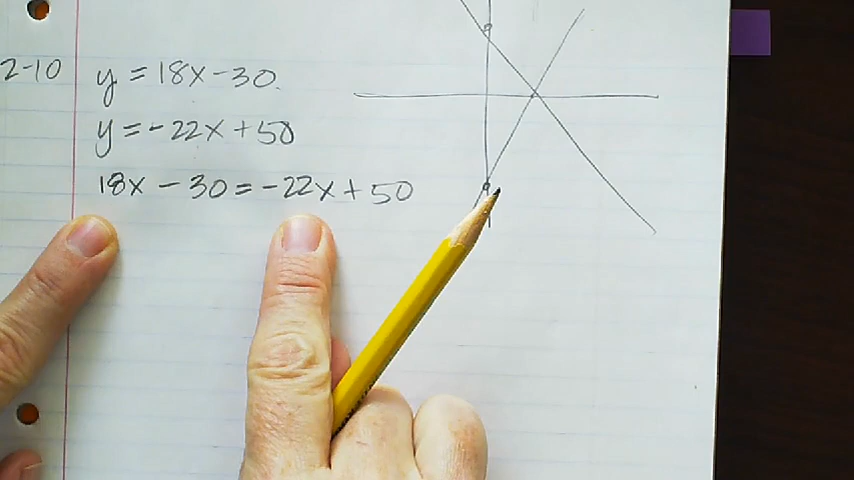 2-10 y = 18x - 30
y = -22x + 50
18x - 30 = -22x + 50